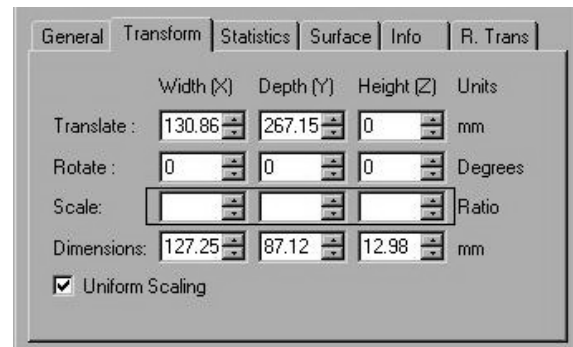 General Transform Statistics Surface Info R. Trans
Width (X) Depth (Y) Height (Z) Units
Translate : 130.86 267.15 0 mm
Rotate : 0 0 0 Degrees
Scale: Ratio
Dimensions: 127.25 87.12 12.98 mm
Uniform Scaling